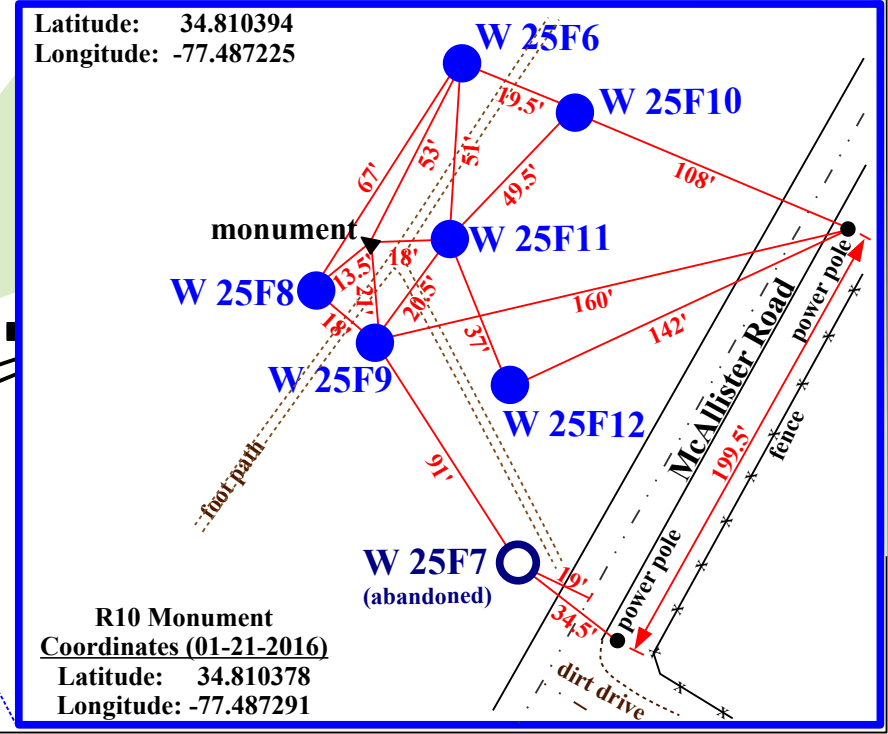 Latitude: 34.810394
Longitude: -77.487225
W 25F6
19.5'
W 25F10
67'
53'
51'
49.5'
108'
monument
W 25F11
18'
13.5'
W 25F8
21'
20.5'
18'
W 25F9
37'
160'
142'
power pole
W 25F12
McAllister Road
199.5'
fence
foot path
91'
W 25F7
(abandoned)
19'
34.5'
power pole
dirt drive
R10 Monument
Coordinates (01-21-2016)
Latitude: 34.810378
Longitude: -77.487291